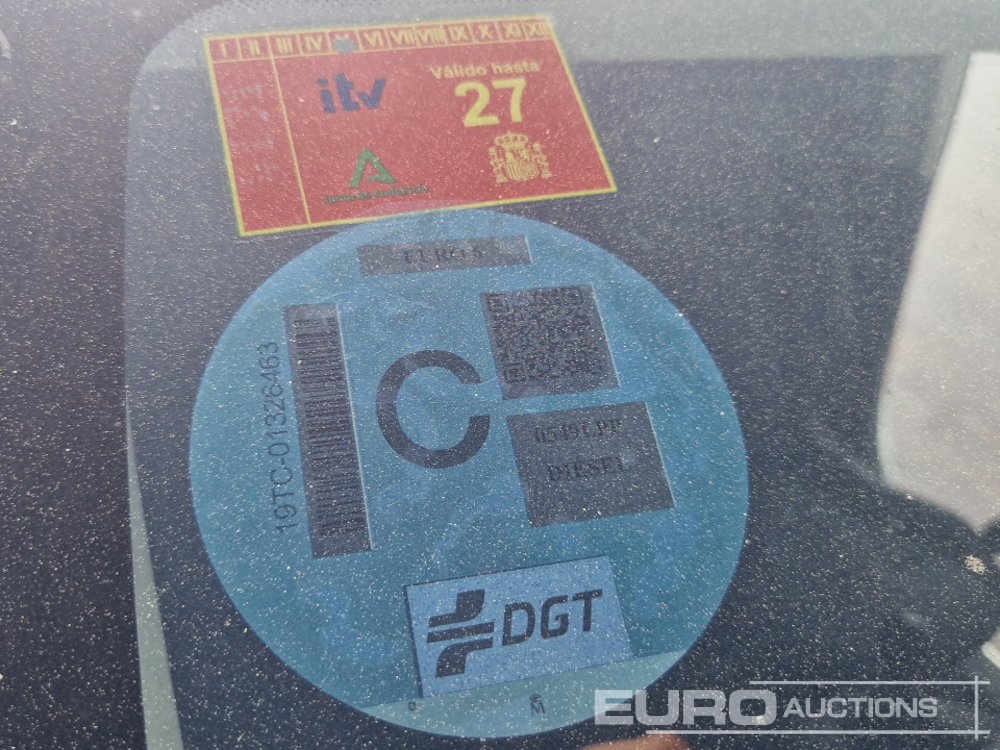 I II III IV VI VII VIII IX X XI XII
itv
Válido hasta
27
EURO 5
19TC-01326463
C
DIESEL
DGT
M
EURO AUCTIONS